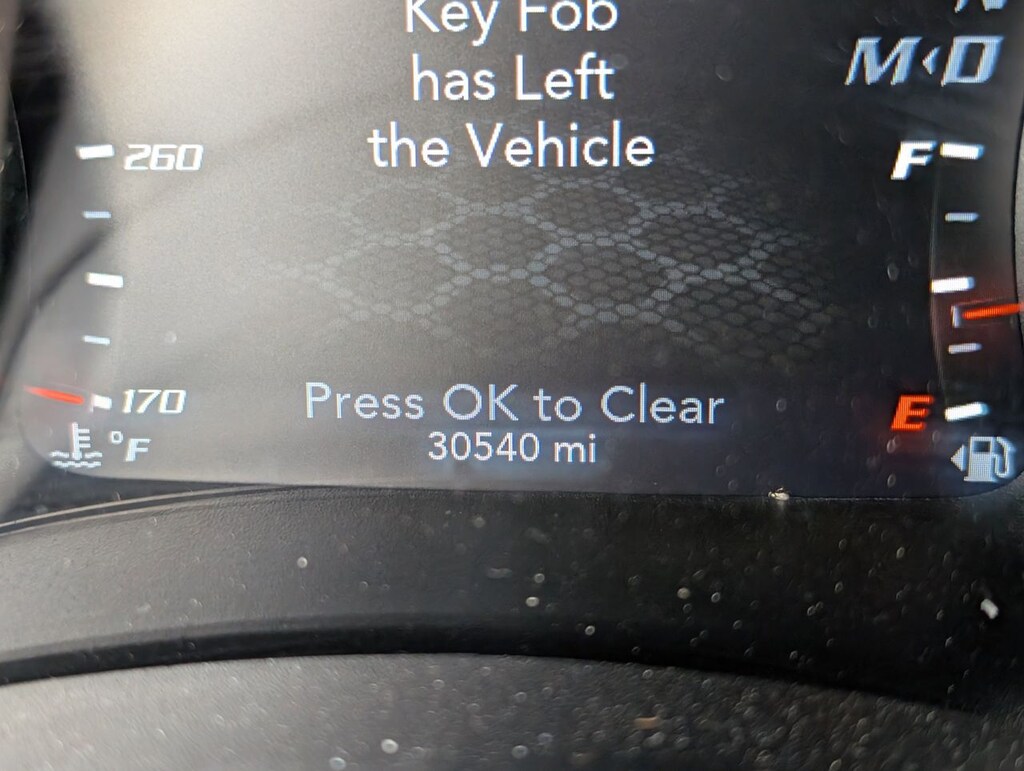 Key Fob
has Left
the Vehicle
M<D
260
F
170
°F
E
Press OK to Clear
30540 mi